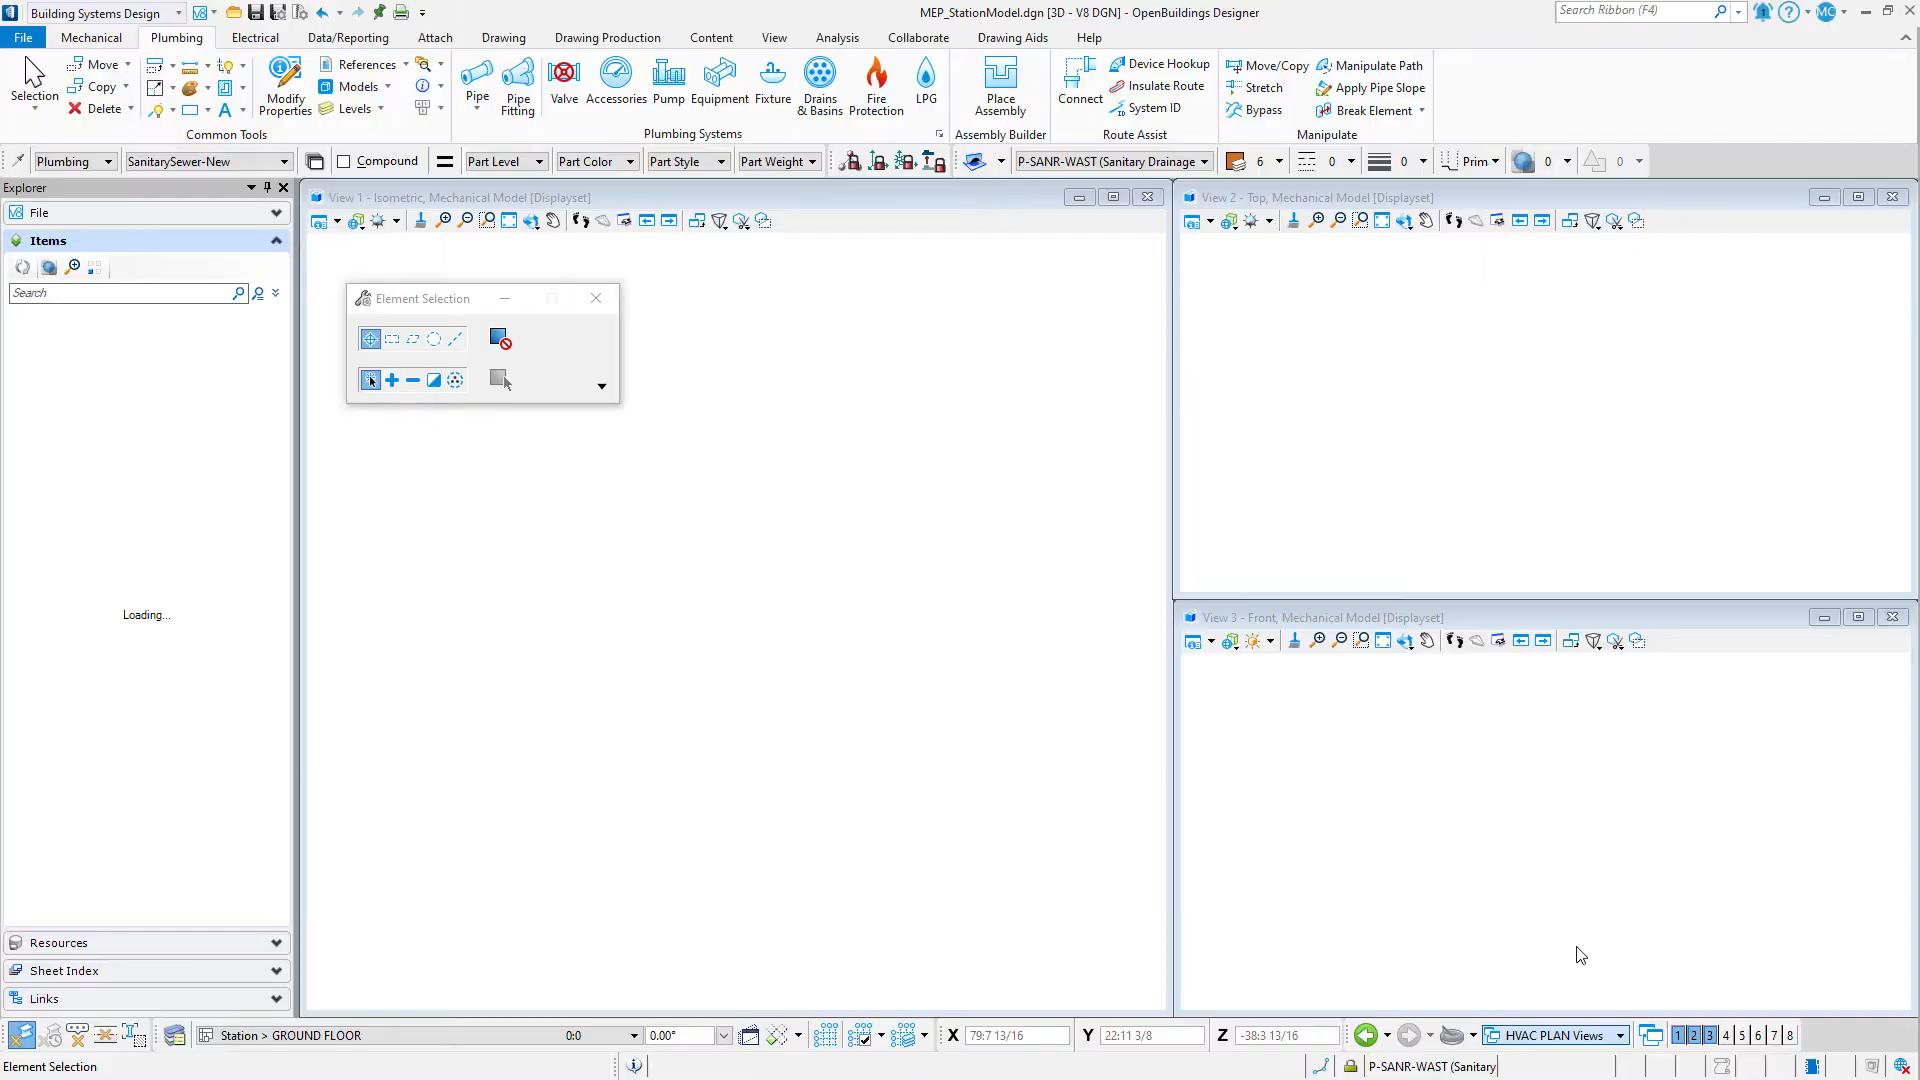 Building Systems Design
MEP_StationModel.dgn [3D - V8 DGN] - OpenBuildings Designer
Search Ribbon (F4)
MC
File
Mechanical
Plumbing
Electrical
Data/Reporting
Attach
Drawing
Drawing Production
Content
View
Analysis
Collaborate
Drawing Aids
Help
Selection
Move
Copy
Delete
Common Tools
Modify
Properties
References
Models
Levels
Pipe
Pipe
Fitting
Valve
Accessories
Pump
Equipment
Fixture
Drains
& Basins
Fire
Protection
LPG
Plumbing Systems
Place
Assembly
Assembly Builder
Connect
Device Hookup
Insulate Route
System ID
Route Assist
Move/Copy
Stretch
Bypass
Manipulate Path
Apply Pipe Slope
Break Element
Manipulate
Plumbing
SanitarySewer-New
Compound
Part Level
Part Color
Part Style
Part Weight
P-SANR-WAST (Sanitary Drainage
6
0
0
Prim
0
0
Explorer
File
Items
Search
Loading...
Resources
Sheet Index
Links
View 1 - Isometric, Mechanical Model [Displayset]
Element Selection
View 2 - Top, Mechanical Model [Displayset]
View 3 - Front, Mechanical Model [Displayset]
Station > GROUND FLOOR
0:0
0.00°
X 79:7 13/16
Y 22:11 3/8
Z -38:3 13/16
HVAC PLAN Views
1 2 3 4 5 6 7 8
Element Selection
P-SANR-WAST (Sanitary